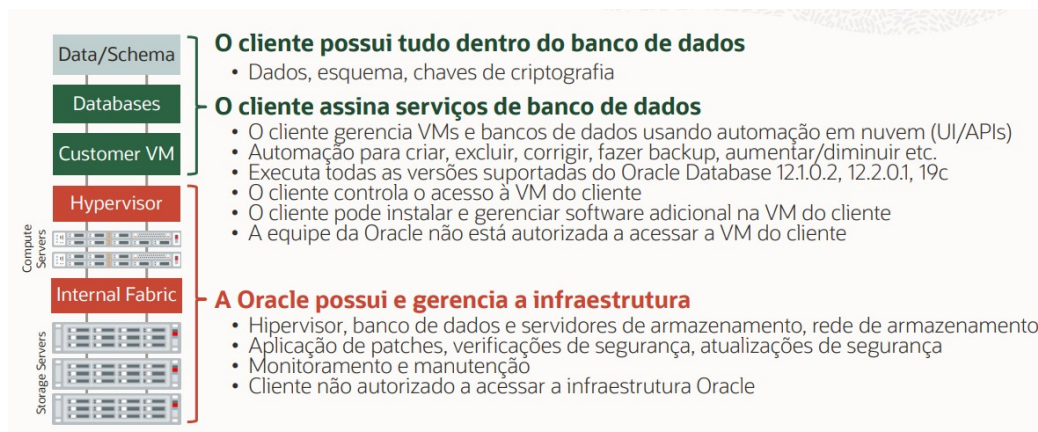 Data/Schema
Databases
Customer VM
Hypervisor
Compute
Servers
Internal Fabric
Storage Servers
O cliente possui tudo dentro do banco de dados
• Dados, esquema, chaves de criptografia
O cliente assina serviços de banco de dados
• O cliente gerencia VMs e bancos de dados usando automação em nuvem (UI/APIs)
• Automação para criar, excluir, corrigir, fazer backup, aumentar/diminuir etc.
• Executa todas as versões suportadas do Oracle Database 12.1.0.2, 12.2.0.1, 19c
• O cliente controla o acesso à VM do cliente
• O cliente pode instalar e gerenciar software adicional na VM do cliente
• A equipe da Oracle não está autorizada a acessar a VM do cliente
A Oracle possui e gerencia a infraestrutura
• Hipervisor, banco de dados e servidores de armazenamento, rede de armazenamento
• Aplicação de patches, verificações de segurança, atualizações de segurança
• Monitoramento e manutenção
• Cliente não autorizado a acessar a infraestrutura Oracle